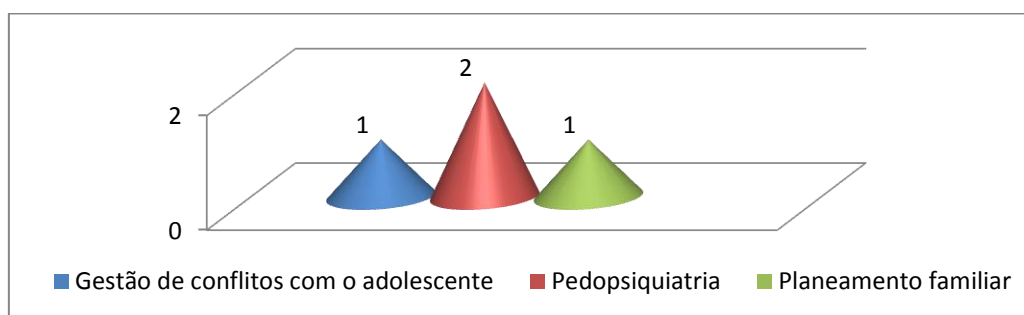 2
1
1
2
0
Gestão de conflitos com o adolescente
Pedopsiquiatria
Planeamento familiar